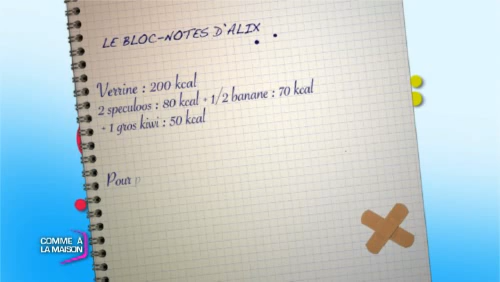 LE BLOC-NOTES D'ALIX
Verrine : 200 kcal
2 speculoos : 80 kcal + 1/2 banane : 70 kcal
+ 1 gros kiwi : 50 kcal
Pour p
COMME À
LA MAISON